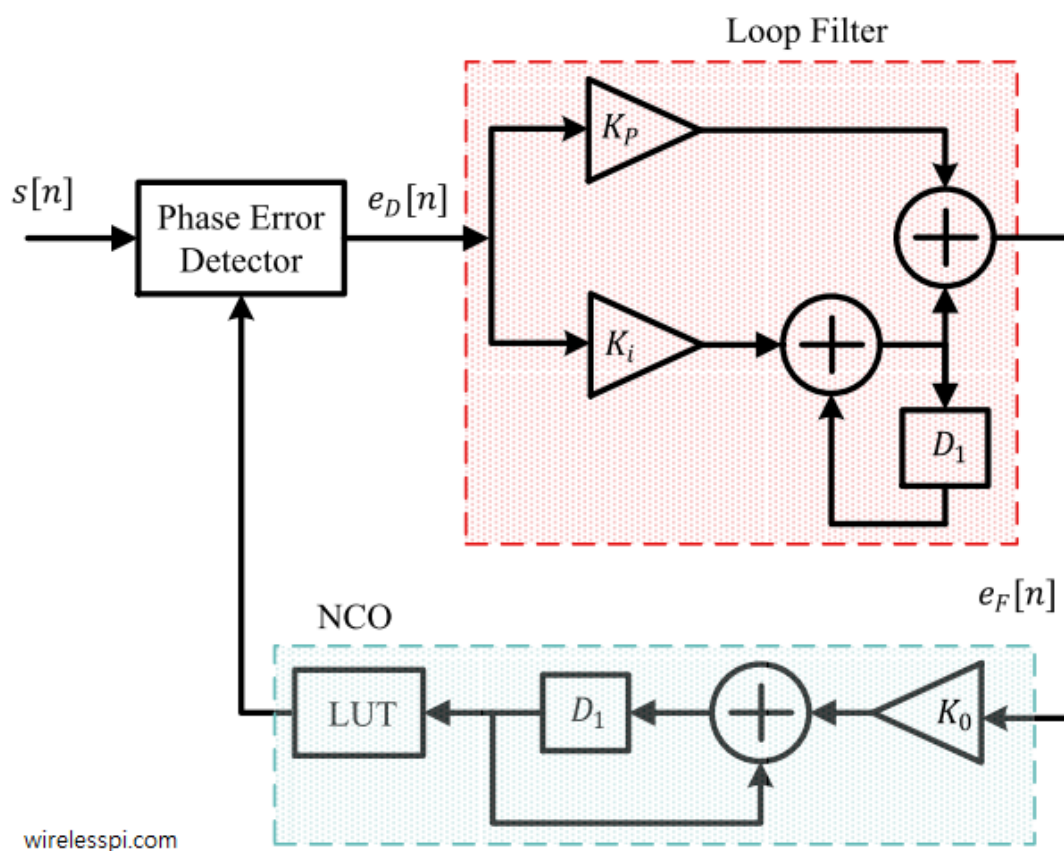 Loop Filter
K_P
s[n]
Phase Error
Detector
e_D[n]
K_i
D_1
e_F[n]
NCO
LUT
D_1
K_0
wirelesspi.com